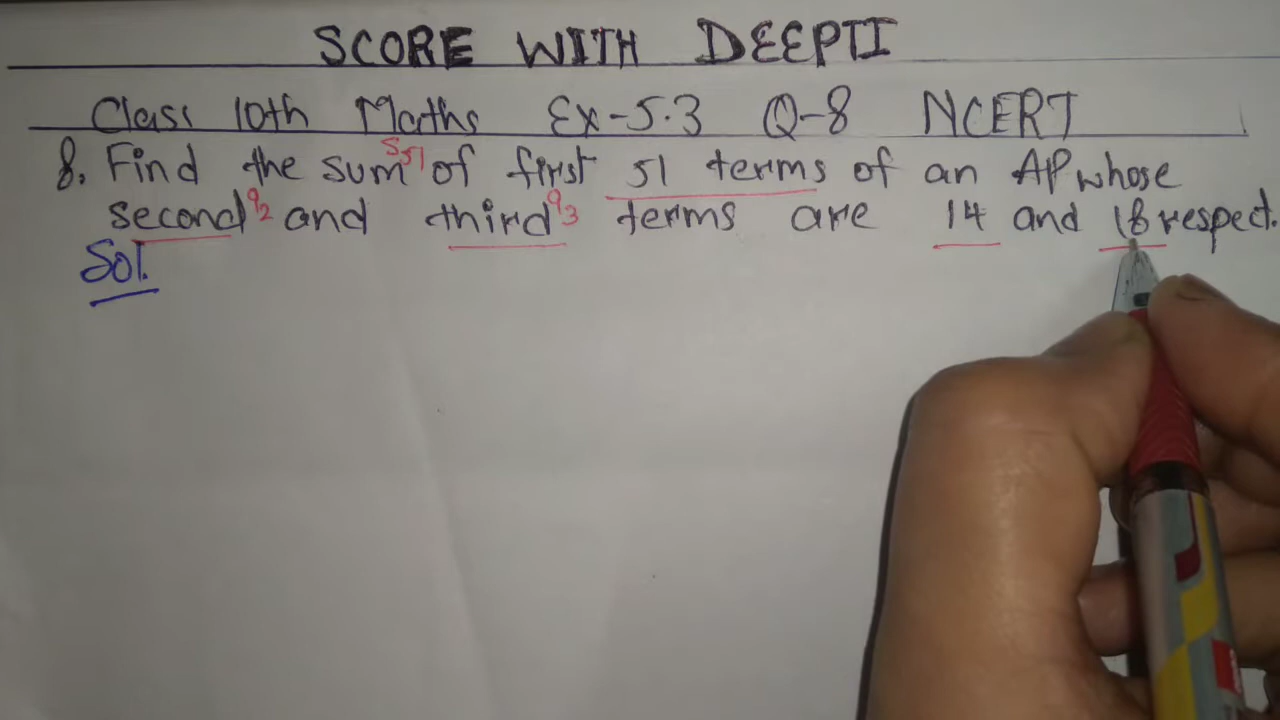 SCORE WITH DEEPTI
Class 10th Maths Ex-5.3 Q-8 NCERT
8. Find the sum S51 of first 51 terms of an AP whose
second a2 and third a3 terms are 14 and 18 respect.
Sol.